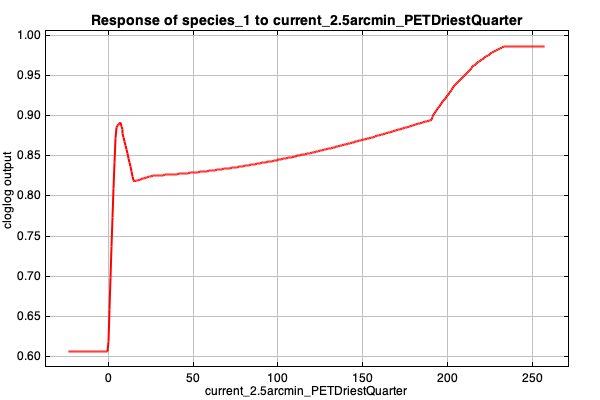 Response of species_1 to current_2.5arcmin_PETDriestQuarter
1.00
0.95
0.90
0.85
0.80
0.75
0.70
0.65
0.60
cloglog output
0 50 100 150 200 250
current_2.5arcmin_PETDriestQuarter